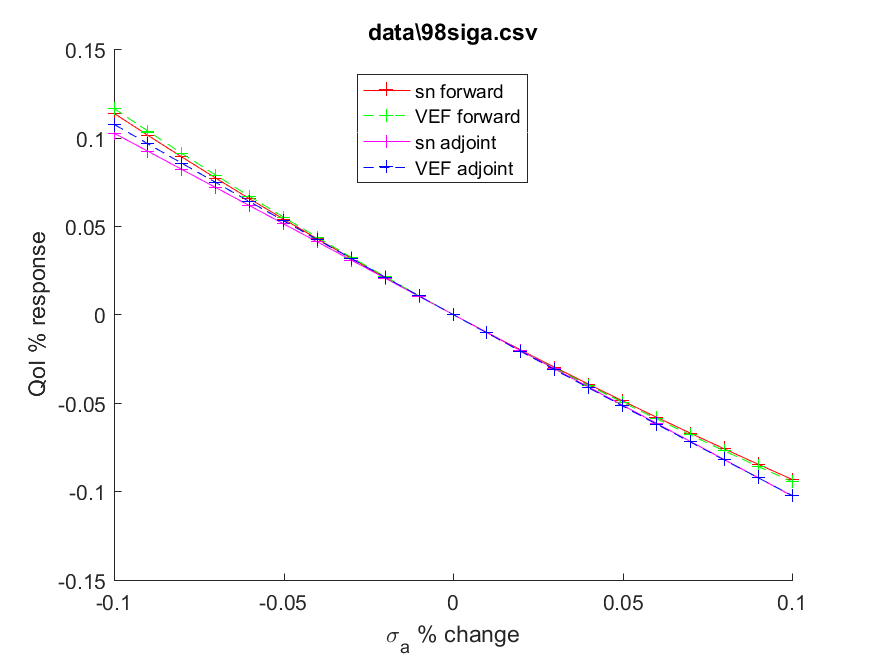 data\98siga.csv
sn forward
VEF forward
sn adjoint
VEF adjoint
QoI % response
0.15
0.1
0.05
0
-0.05
-0.1
-0.15
-0.1 -0.05 0 0.05 0.1
σa % change